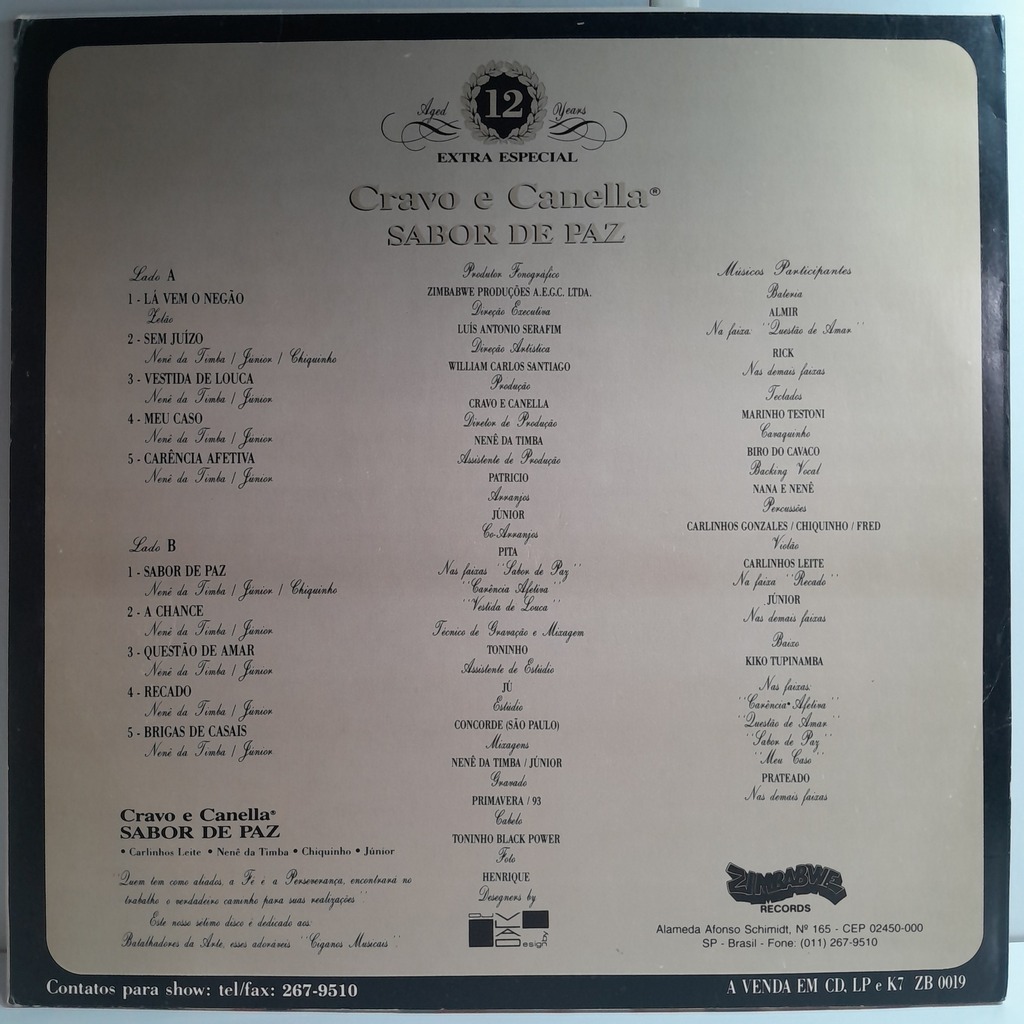 Aged 12 Years
EXTRA ESPECIAL
Cravo e Canella®
SABOR DE PAZ
Lado A
1 - LÁ VEM O NEGÃO
Zelão
2 - SEM JUÍZO
Nenê da Timba / Júnior / Chiquinho
3 - VESTIDA DE LOUCA
Nenê da Timba / Júnior
4 - MEU CASO
Nenê da Timba / Júnior
5 - CARÊNCIA AFETIVA
Nenê da Timba / Júnior
Lado B
1 - SABOR DE PAZ
Nenê da Timba / Júnior / Chiquinho
2 - A CHANCE
Nenê da Timba / Júnior
3 - QUESTÃO DE AMAR
Nenê da Timba / Júnior
4 - RECADO
Nenê da Timba / Júnior
5 - BRIGAS DE CASAIS
Nenê da Timba / Júnior
Cravo e Canella®
SABOR DE PAZ
• Carlinhos Leite • Nenê da Timba • Chiquinho • Júnior
"Quem tem como aliados, a Fé e a Perseverança, encontrará no
trabalho o verdadeiro caminho para suas realizações"
Este nosso sétimo disco é dedicado aos:
Batalhadores da Arte, esses adoráveis "Ciganos Musicais"
Produtor Fonográfico
ZIMBABWE PRODUÇÕES A.E.G.C. LTDA.
Direção Executiva
LUÍS ANTONIO SERAFIM
Direção Artística
WILLIAM CARLOS SANTIAGO
Produção
CRAVO E CANELLA
Diretor de Produção
NENÊ DA TIMBA
Assistente de Produção
PATRICIO
Arranjos
JÚNIOR
Co-Arranjos
PITA
Nas faixas "Sabor de Paz"
"Carência Afetiva"
"Vestida de Louca"
Técnico de Gravação e Mixagem
TONINHO
Assistente de Estúdio
JÚ
Estúdio
CONCORDE (SÃO PAULO)
Mixagens
NENÊ DA TIMBA / JÚNIOR
Gravado
PRIMAVERA / 93
Cabelo
TONINHO BLACK POWER
Foto
HENRIQUE
Desegners by
Músicos Participantes
Bateria
ALMIR
Na faixa: "Questão de Amar"
RICK
Nas demais faixas
Teclados
MARINHO TESTONI
Cavaquinho
BIRO DO CAVACO
Backing Vocal
NANA E NENÊ
Percussões
CARLINHOS GONZALES / CHIQUINHO / FRED
Violão
CARLINHOS LEITE
Na faixa "Recado"
JÚNIOR
Nas demais faixas
Baixo
KIKO TUPINAMBA
Nas faixas:
"Carência Afetiva"
"Questão de Amar"
"Sabor de Paz"
"Meu Caso"
PRATEADO
Nas demais faixas
ZIMBABWE
RECORDS
Alameda Afonso Schimidt, Nº 165 - CEP 02450-000
SP - Brasil - Fone: (011) 267-9510
Contatos para show: tel/fax: 267-9510
A VENDA EM CD, LP e K7 ZB 0019